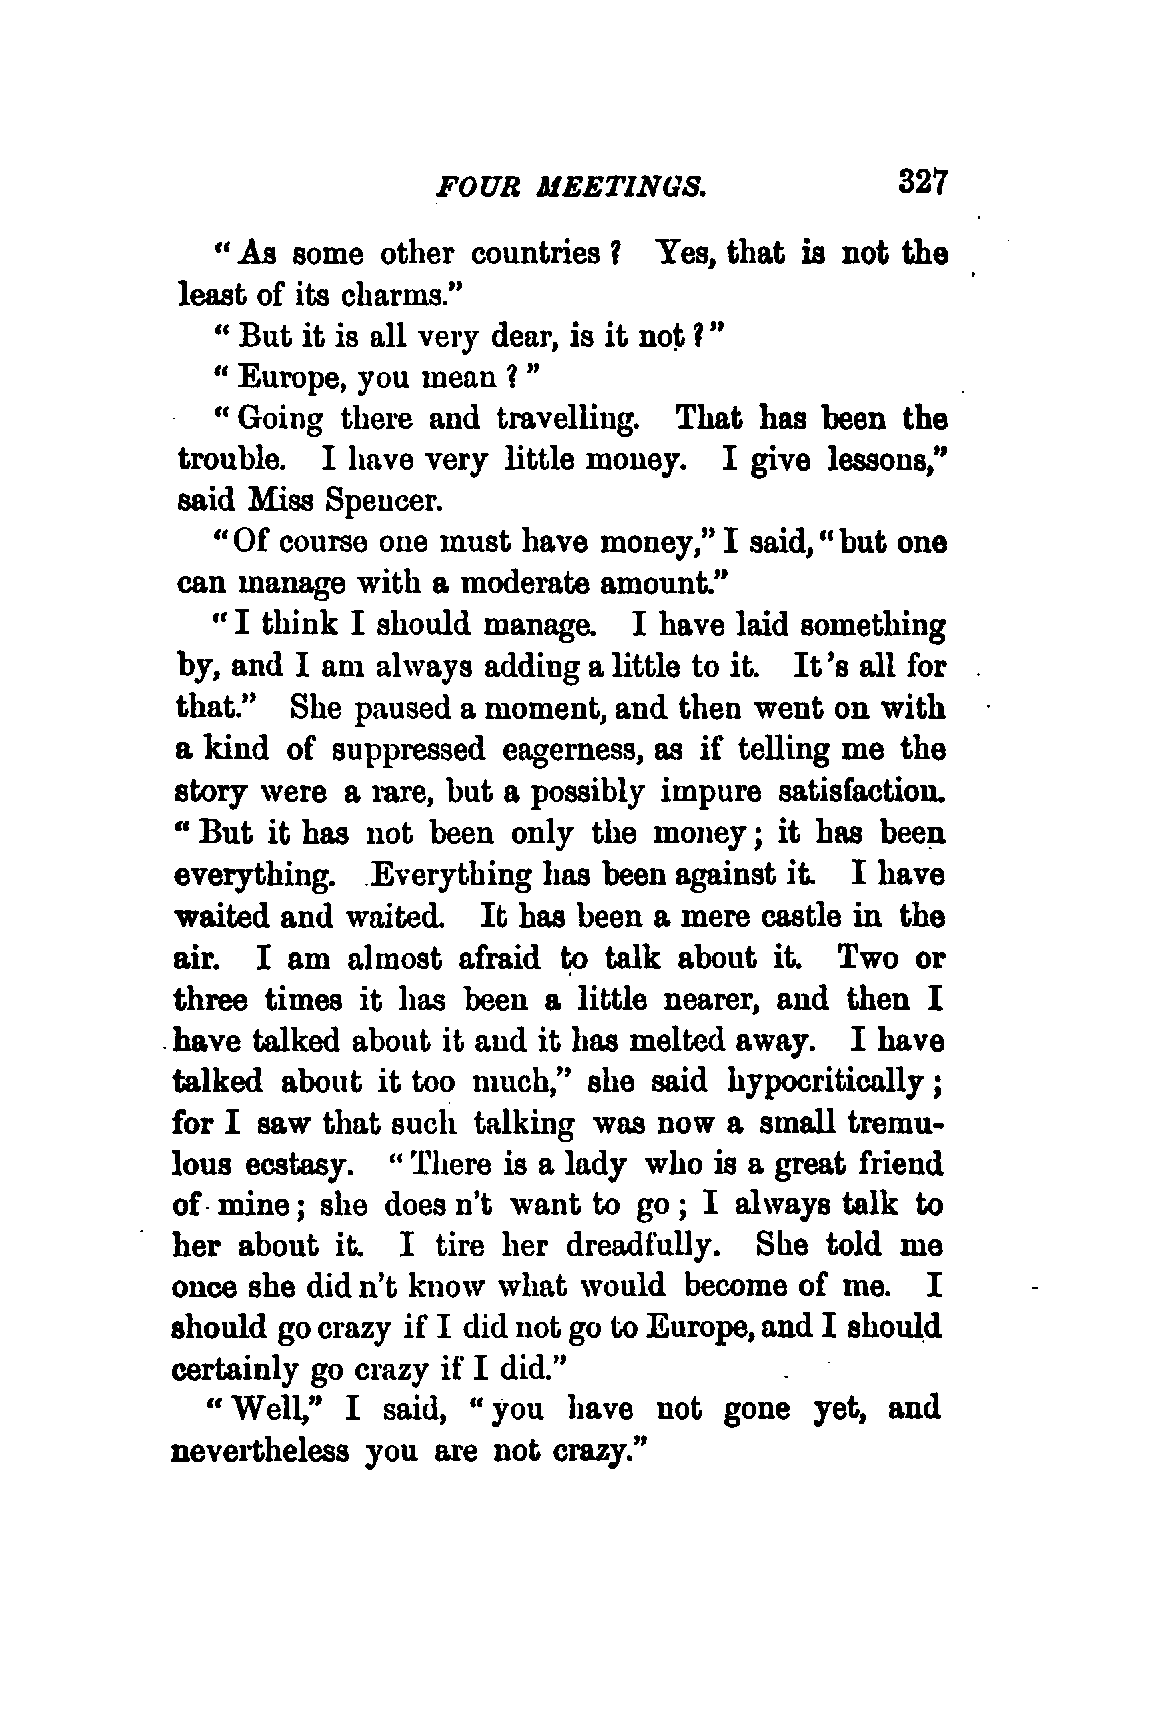 FOUR MEETINGS. 327
"As some other countries? Yes, that is not the
least of its charms."
"But it is all very dear, is it not?"
"Europe, you mean?"
"Going there and travelling. That has been the
trouble. I have very little money. I give lessons,"
said Miss Spencer.
"Of course one must have money," I said, "but one
can manage with a moderate amount."
"I think I should manage. I have laid something
by, and I am always adding a little to it. It's all for
that." She paused a moment, and then went on with
a kind of suppressed eagerness, as if telling me the
story were a rare, but a possibly impure satisfaction.
"But it has not been only the money; it has been
everything. Everything has been against it. I have
waited and waited. It has been a mere castle in the
air. I am almost afraid to talk about it. Two or
three times it has been a little nearer, and then I
have talked about it and it has melted away. I have
talked about it too much," she said hypocritically;
for I saw that such talking was now a small tremu-
lous ecstasy. "There is a lady who is a great friend
of mine; she does n't want to go; I always talk to
her about it. I tire her dreadfully. She told me
once she did n't know what would become of me. I
should go crazy if I did not go to Europe, and I should
certainly go crazy if I did."
"Well," I said, "you have not gone yet, and
nevertheless you are not crazy."